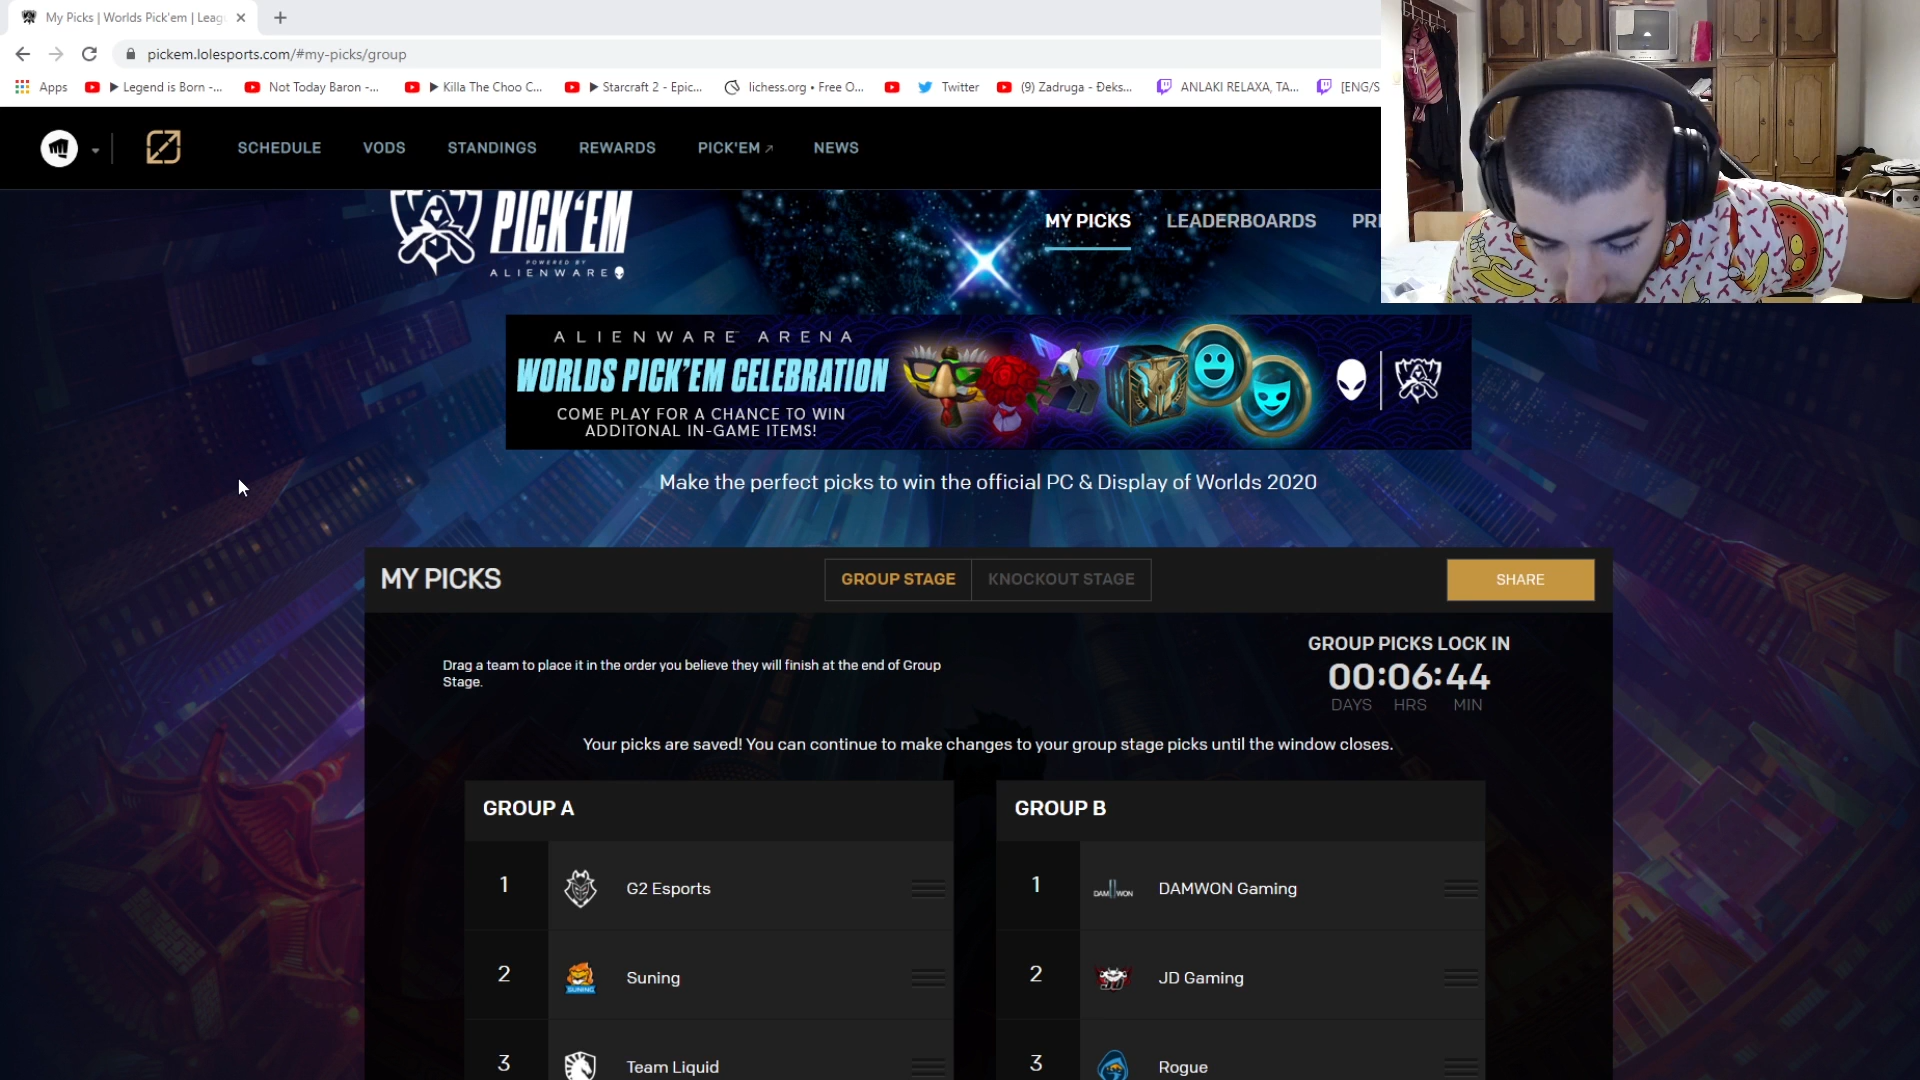 My Picks | Worlds Pick'em | Leag
pickem.lolesports.com/#my-picks/group
Apps
▶ Legend is Born -...
Not Today Baron -...
▶ Killa The Choo C...
▶ Starcraft 2 - Epic...
lichess.org • Free O...
Twitter
(9) Zadruga - Đeks...
ANLAKI RELAXA, TA...
[ENG/S
SCHEDULE
VODS
STANDINGS
REWARDS
PICK'EM ↗
NEWS
PICK'EM
POWERED BY
ALIENWARE
MY PICKS
LEADERBOARDS
PRI
ALIENWARE ARENA
WORLDS PICK'EM CELEBRATION
COME PLAY FOR A CHANCE TO WIN
ADDITONAL IN-GAME ITEMS!
Make the perfect picks to win the official PC & Display of Worlds 2020
MY PICKS
GROUP STAGE
KNOCKOUT STAGE
SHARE
GROUP PICKS LOCK IN
00:06:44
DAYS HRS MIN
Drag a team to place it in the order you believe they will finish at the end of Group
Stage.
Your picks are saved! You can continue to make changes to your group stage picks until the window closes.
GROUP A
1 G2 Esports
2 SUNING Suning
3 Team Liquid
GROUP B
1 DAMWON DAMWON Gaming
2 JD JD Gaming
3 Rogue